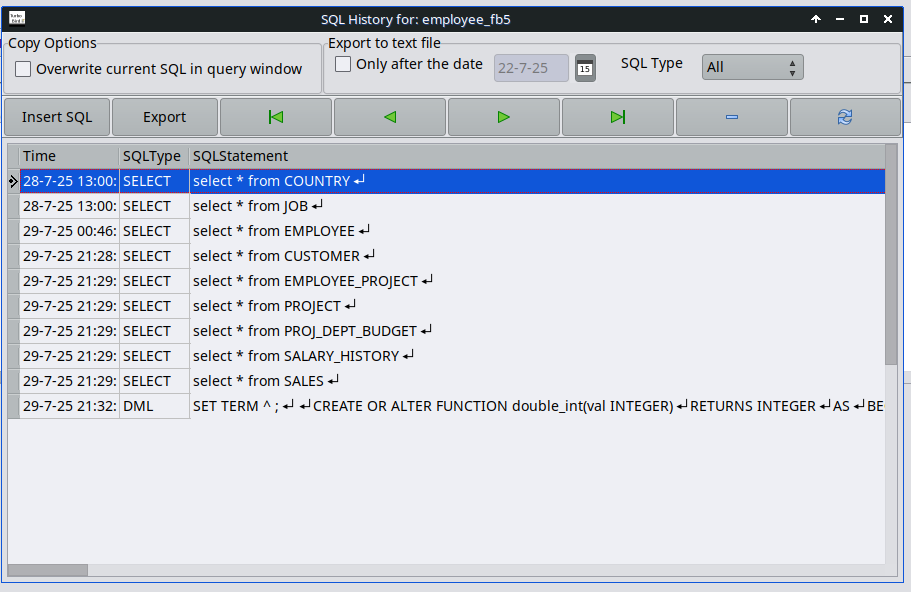 SQL History for: employee_fb5
Copy Options
Overwrite current SQL in query window
Export to text file
Only after the date
22-7-25
15
SQL Type
All
Insert SQL
Export
Time SQLType SQLStatement
28-7-25 13:00: SELECT select * from COUNTRY ↵
28-7-25 13:00: SELECT select * from JOB ↵
29-7-25 00:46: SELECT select * from EMPLOYEE ↵
29-7-25 21:28: SELECT select * from CUSTOMER ↵
29-7-25 21:29: SELECT select * from EMPLOYEE_PROJECT ↵
29-7-25 21:29: SELECT select * from PROJECT ↵
29-7-25 21:29: SELECT select * from PROJ_DEPT_BUDGET ↵
29-7-25 21:29: SELECT select * from SALARY_HISTORY ↵
29-7-25 21:29: SELECT select * from SALES ↵
29-7-25 21:32: DML SET TERM ^ ; ↵ ↵CREATE OR ALTER FUNCTION double_int(val INTEGER) ↵RETURNS INTEGER ↵AS ↵BE